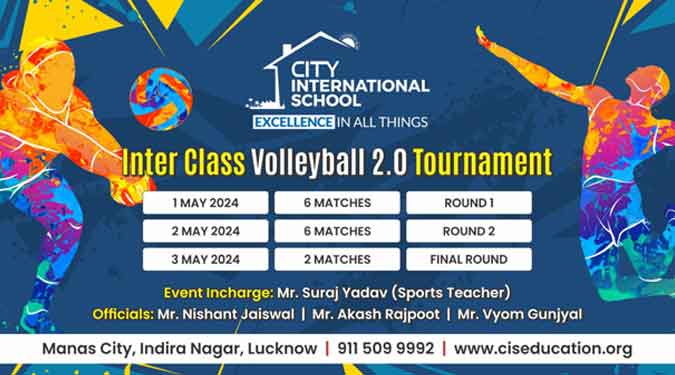 CITY
INTERNATIONAL
SCHOOL
EXCELLENCE IN ALL THINGS
Inter Class Volleyball 2.0 Tournament
1 MAY 2024 6 MATCHES ROUND 1
2 MAY 2024 6 MATCHES ROUND 2
3 MAY 2024 2 MATCHES FINAL ROUND
Event Incharge: Mr. Suraj Yadav (Sports Teacher)
Officials: Mr. Nishant Jaiswal | Mr. Akash Rajpoot | Mr. Vyom Gunjyal
Manas City, Indira Nagar, Lucknow | 911 509 9992 | www.ciseducation.org